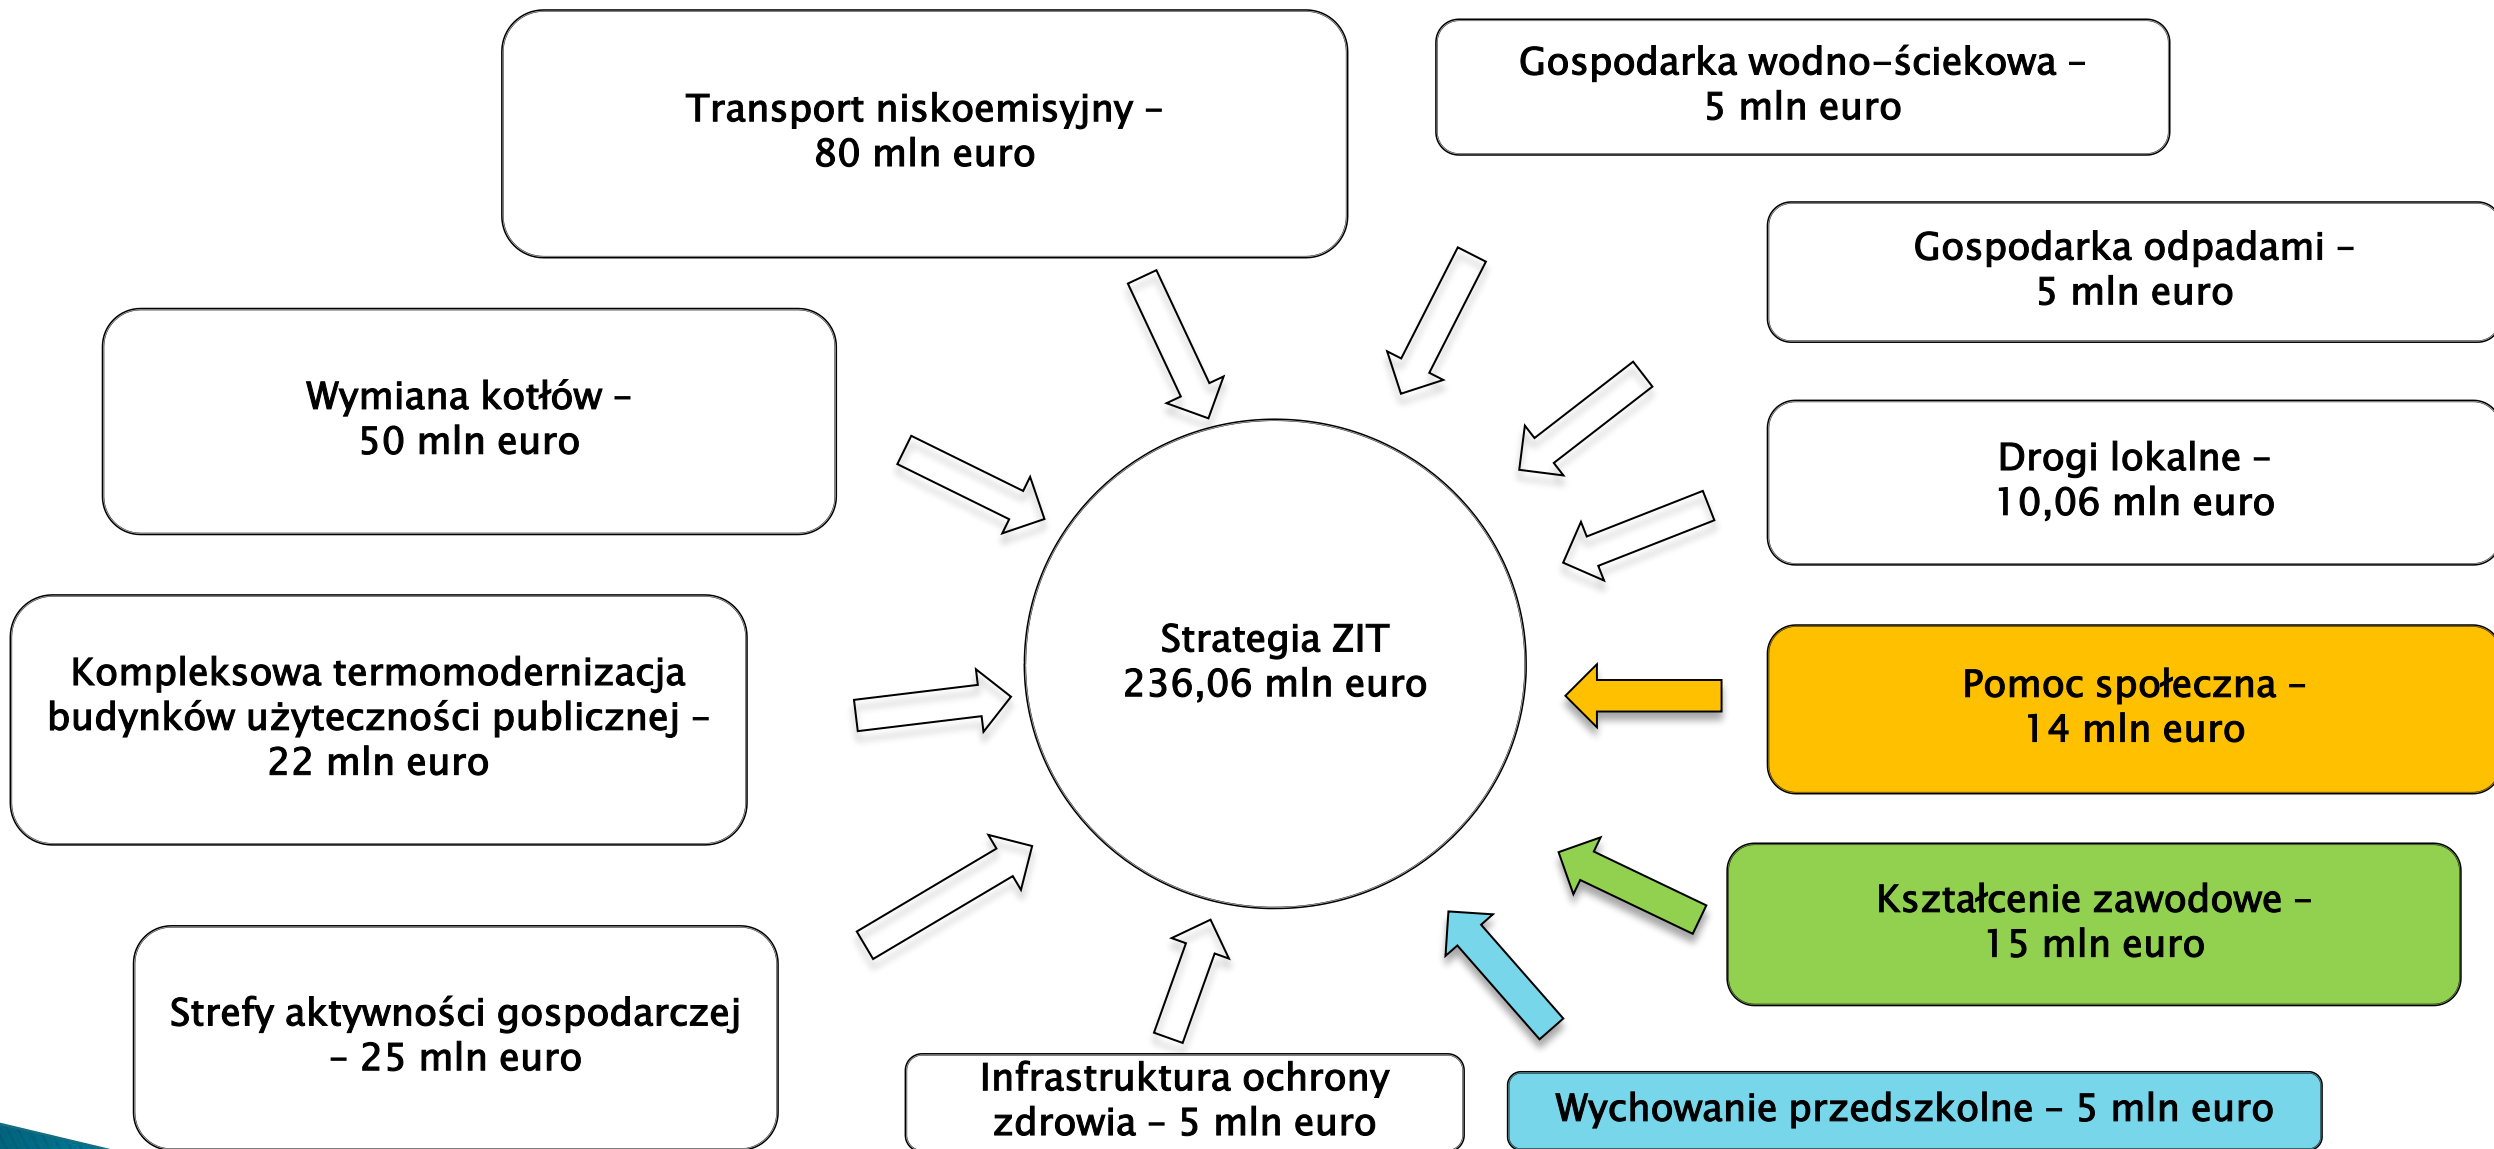 Transport niskoemisyjny –
80 mln euro
Gospodarka wodno–ściekowa –
5 mln euro
Gospodarka odpadami –
5 mln euro
Wymiana kotłów –
50 mln euro
Drogi lokalne –
10,06 mln euro
Strategia ZIT
236,06 mln euro
Kompleksowa termomodernizacja
budynków użyteczności publicznej –
22 mln euro
Pomoc społeczna –
14 mln euro
Kształcenie zawodowe –
15 mln euro
Strefy aktywności gospodarczej
– 25 mln euro
Infrastruktura ochrony
zdrowia – 5 mln euro
Wychowanie przedszkolne – 5 mln euro